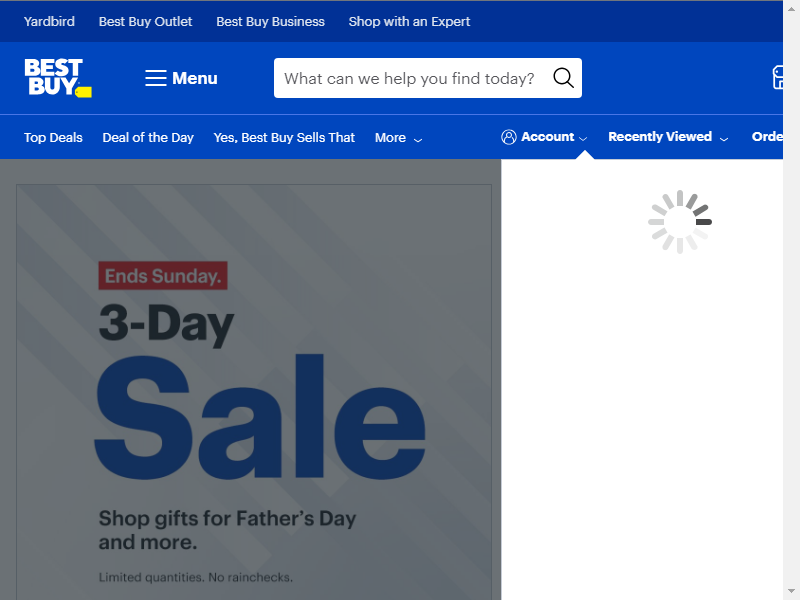 Yardbird Best Buy Outlet Best Buy Business Shop with an Expert
BEST
BUY
Menu
What can we help you find today?
Top Deals Deal of the Day Yes, Best Buy Sells That More Account Recently Viewed Orde
Ends Sunday.
3-Day
Sale
Shop gifts for Father's Day
and more.
Limited quantities. No rainchecks.